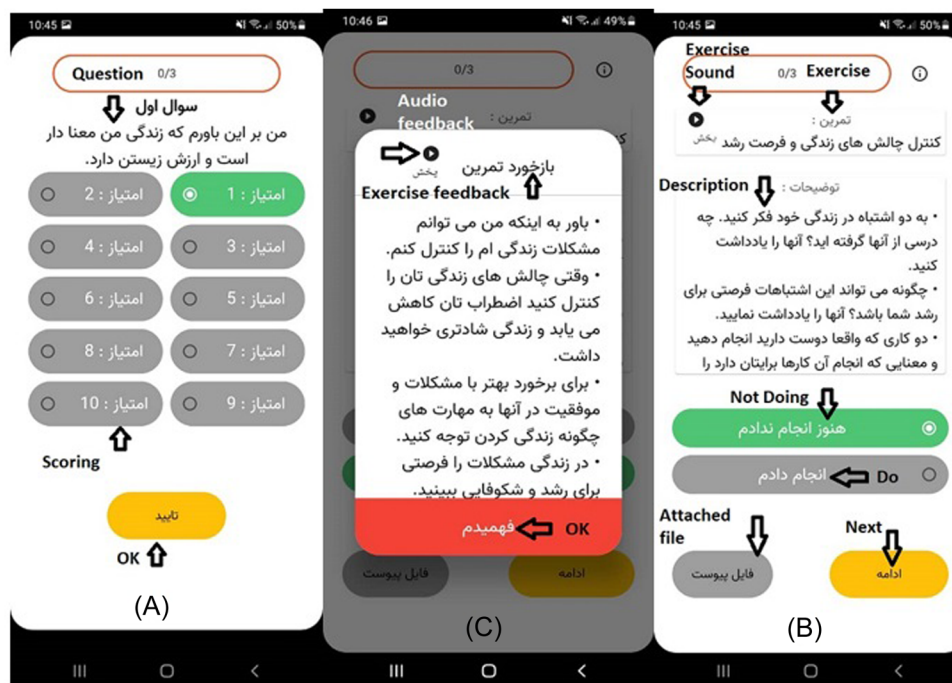 10:45
50%
Question 0/3
سوال اول
من بر این باورم که زندگی من معنا دار
است و ارزش زیستن دارد.
امتیاز : 1
امتیاز : 2
امتیاز : 3
امتیاز : 4
امتیاز : 5
امتیاز : 6
امتیاز : 7
امتیاز : 8
امتیاز : 9
امتیاز : 10
Scoring
تایید
OK
(A)
10:46
49%
0/3
Audio
feedback
تمرین :
پخش
بازخورد تمرین
Exercise feedback
• باور به اینکه من می توانم
مشکلات زندگی ام را کنترل کنم.
• وقتی چالش های زندگی تان را
کنترل کنید اضطراب تان کاهش
می یابد و زندگی شادتری خواهید
داشت.
• برای برخورد بهتر با مشکلات و
موفقیت در آنها به مهارت های
چگونه زندگی کردن توجه کنید.
• در زندگی مشکلات را فرصتی
برای رشد و شکوفایی ببینید.
فهمیدم
OK
فایل پیوست
ادامه
(C)
10:45
50%
Exercise
Sound
0/3 Exercise
تمرین :
کنترل چالش های زندگی و فرصت رشد
پخش
Description
توضیحات :
• به دو اشتباه در زندگی خود فکر کنید. چه
درسی از آنها گرفته اید؟ آنها را یادداشت
کنید.
• چگونه می تواند این اشتباهات فرصتی برای
رشد شما باشد؟ آنها را یادداشت نمایید.
• دو کاری که واقعا دوست دارید انجام دهید
و معنایی که انجام آن کارها برایتان دارد را
Not Doing
هنوز انجام ندادم
انجام دادم
Do
Attached
file
Next
فایل پیوست
ادامه
(B)